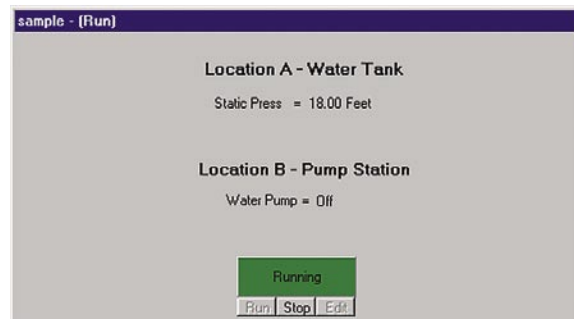 sample - (Run)
Location A - Water Tank
Static Press = 18.00 Feet
Location B - Pump Station
Water Pump = Off
Running
Run Stop Edit